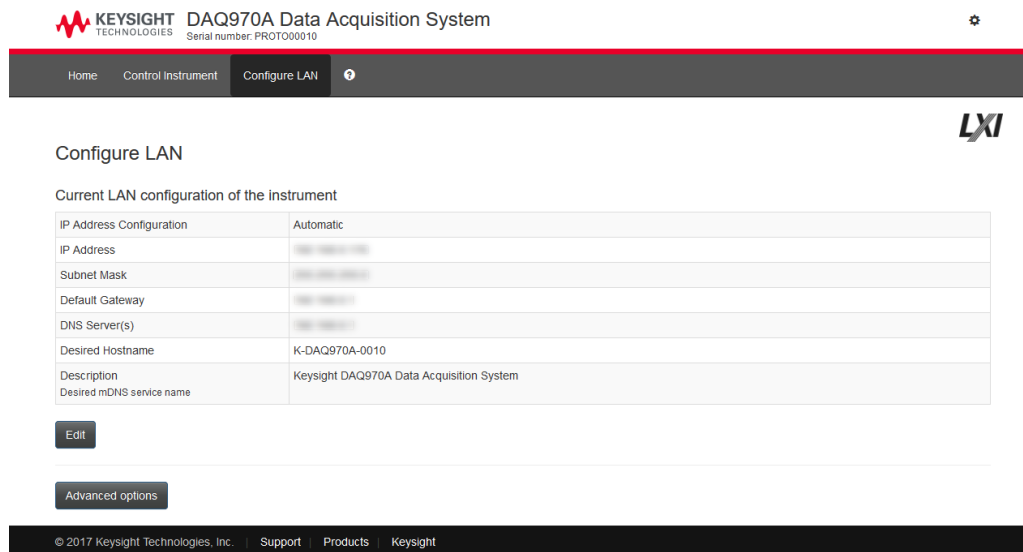 KEYSIGHT
TECHNOLOGIES
DAQ970A Data Acquisition System
Serial number: PROTO00010
Home Control Instrument Configure LAN ?
LXI
Configure LAN
Current LAN configuration of the instrument
IP Address Configuration Automatic
IP Address
Subnet Mask
Default Gateway
DNS Server(s)
Desired Hostname K-DAQ970A-0010
Description Keysight DAQ970A Data Acquisition System
Desired mDNS service name
Edit
Advanced options
© 2017 Keysight Technologies, Inc. | Support | Products | Keysight